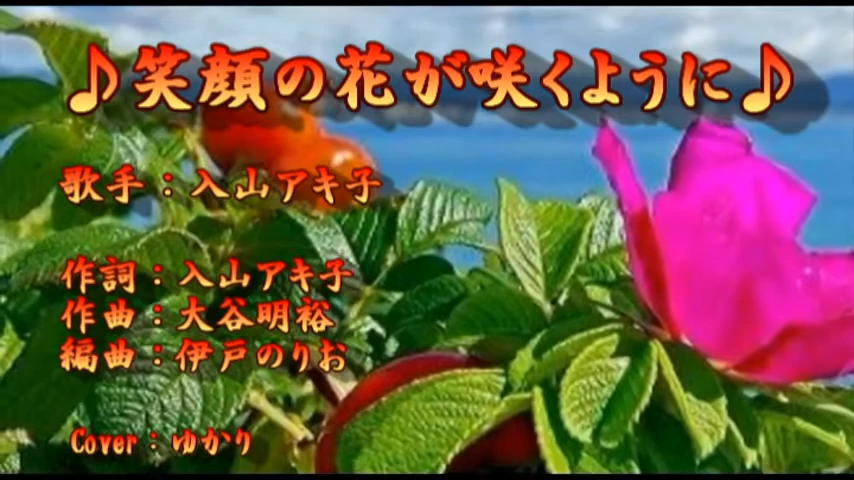 ♪笑顔の花が咲くように♪
歌手：入山アキ子
作詞：入山アキ子
作曲：大谷明裕
編曲：伊戸のりお
Cover：ゆかり